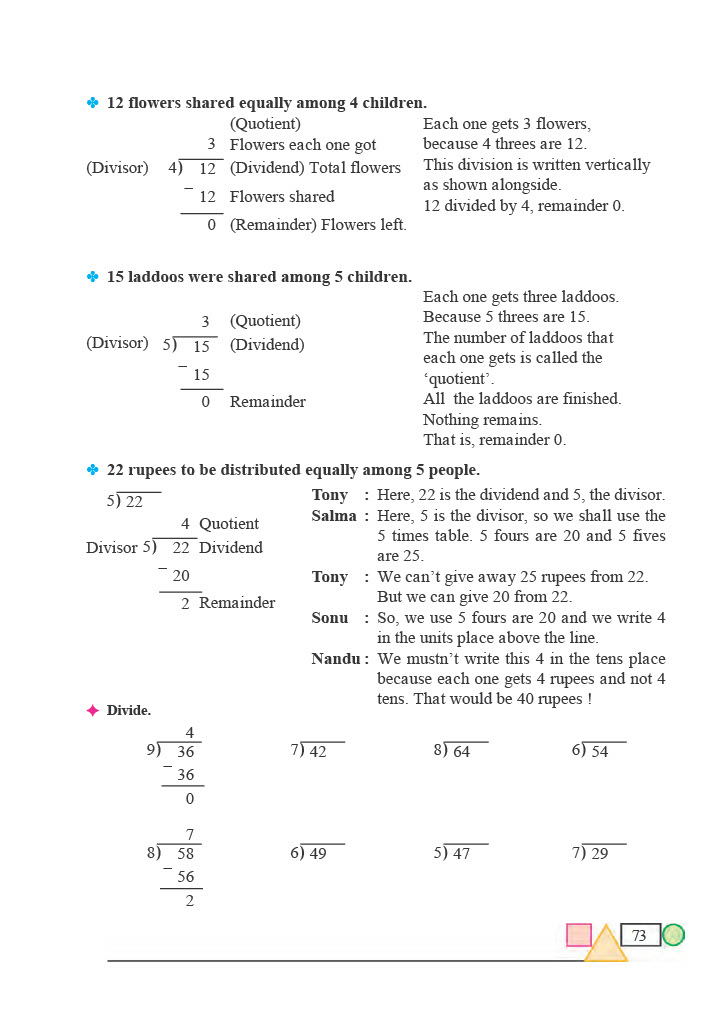 12 flowers shared equally among 4 children.
(Quotient)
3 Flowers each one got
(Divisor) 4) 12 (Dividend) Total flowers
− 12 Flowers shared
0 (Remainder) Flowers left.
Each one gets 3 flowers,
because 4 threes are 12.
This division is written vertically
as shown alongside.
12 divided by 4, remainder 0.
15 laddoos were shared among 5 children.
3 (Quotient)
(Divisor) 5) 15 (Dividend)
− 15
0 Remainder
Each one gets three laddoos.
Because 5 threes are 15.
The number of laddoos that
each one gets is called the
‘quotient’.
All the laddoos are finished.
Nothing remains.
That is, remainder 0.
22 rupees to be distributed equally among 5 people.
5) 22
4 Quotient
Divisor 5) 22 Dividend
− 20
2 Remainder
Tony : Here, 22 is the dividend and 5, the divisor.
Salma : Here, 5 is the divisor, so we shall use the
5 times table. 5 fours are 20 and 5 fives
are 25.
Tony : We can’t give away 25 rupees from 22.
But we can give 20 from 22.
Sonu : So, we use 5 fours are 20 and we write 4
in the units place above the line.
Nandu : We mustn’t write this 4 in the tens place
because each one gets 4 rupees and not 4
tens. That would be 40 rupees !
Divide.
4
9) 36 7) 42 8) 64 6) 54
− 36
0
7
8) 58 6) 49 5) 47 7) 29
− 56
2
73